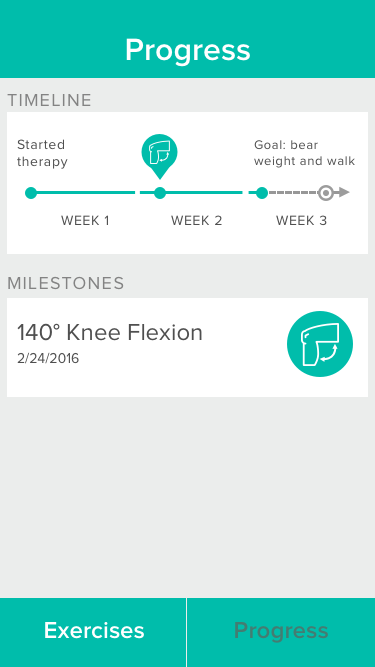 Progress
TIMELINE
Started
therapy
Goal: bear
weight and walk
WEEK 1
WEEK 2
WEEK 3
MILESTONES
140° Knee Flexion
2/24/2016
Exercises
Progress